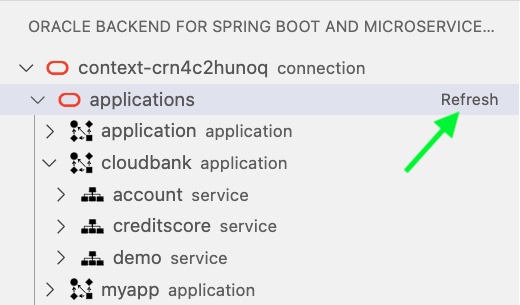 ORACLE BACKEND FOR SPRING BOOT AND MICROSERVICE...
context-crn4c2hunoq connection
applications Refresh
application application
cloudbank application
account service
creditscore service
demo service
myapp application